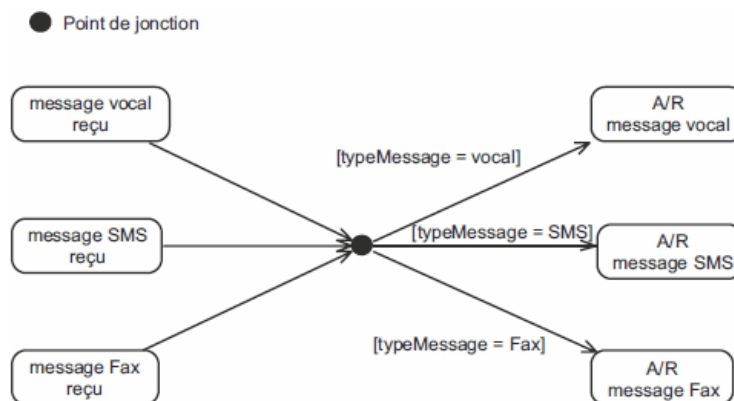 Point de jonction
message vocal
reçu
A/R
message vocal
[typeMessage = vocal]
message SMS
reçu
[typeMessage = SMS]
A/R
message SMS
[typeMessage = Fax]
message Fax
reçu
A/R
message Fax